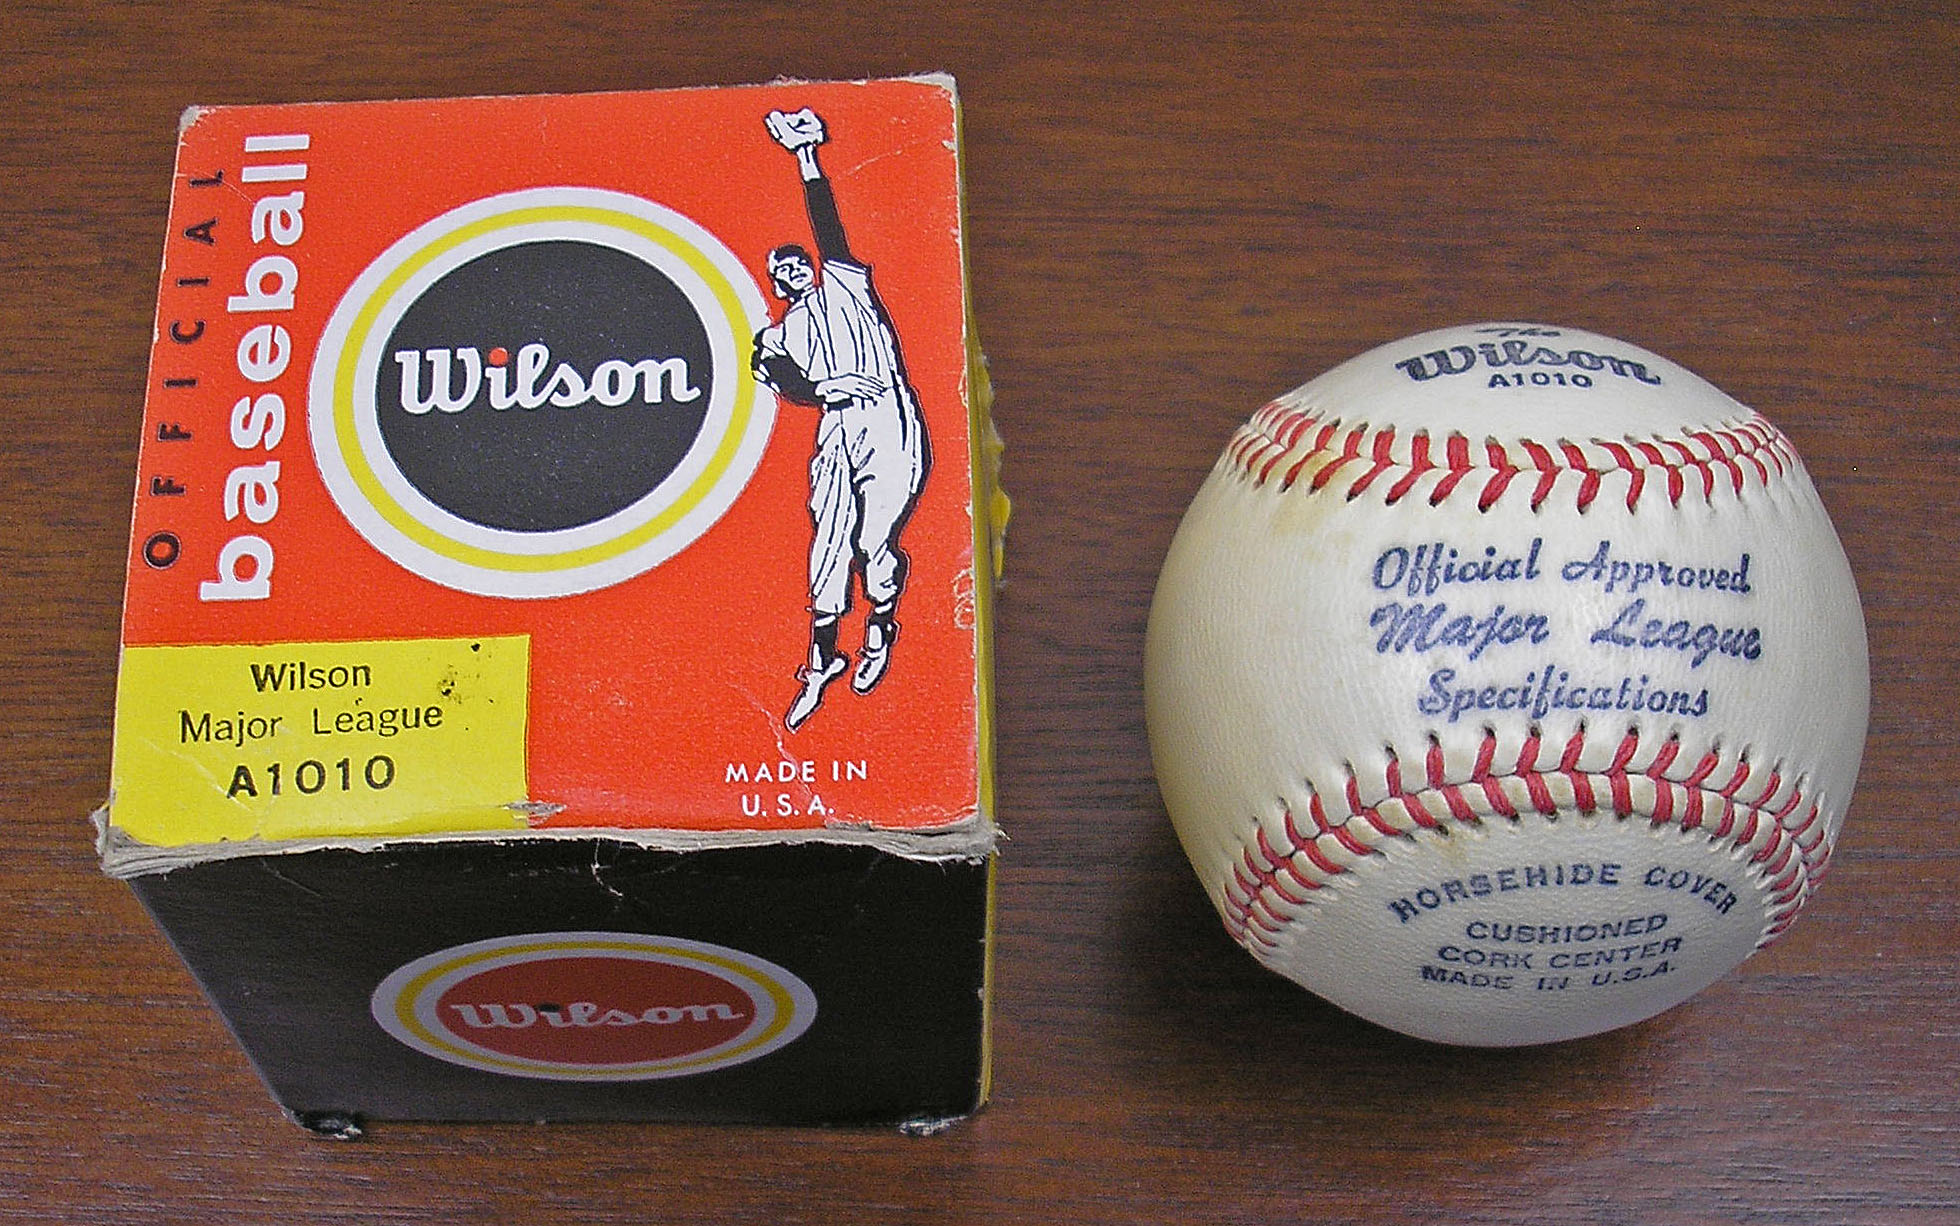 OFFICIAL
baseball
Wilson
Wilson
Major League
A1010
MADE IN
U.S.A.
Wilson
The
Wilson
A1010
Official Approved
Major League
Specifications
HORSEHIDE COVER
CUSHIONED
CORK CENTER
MADE IN U.S.A.